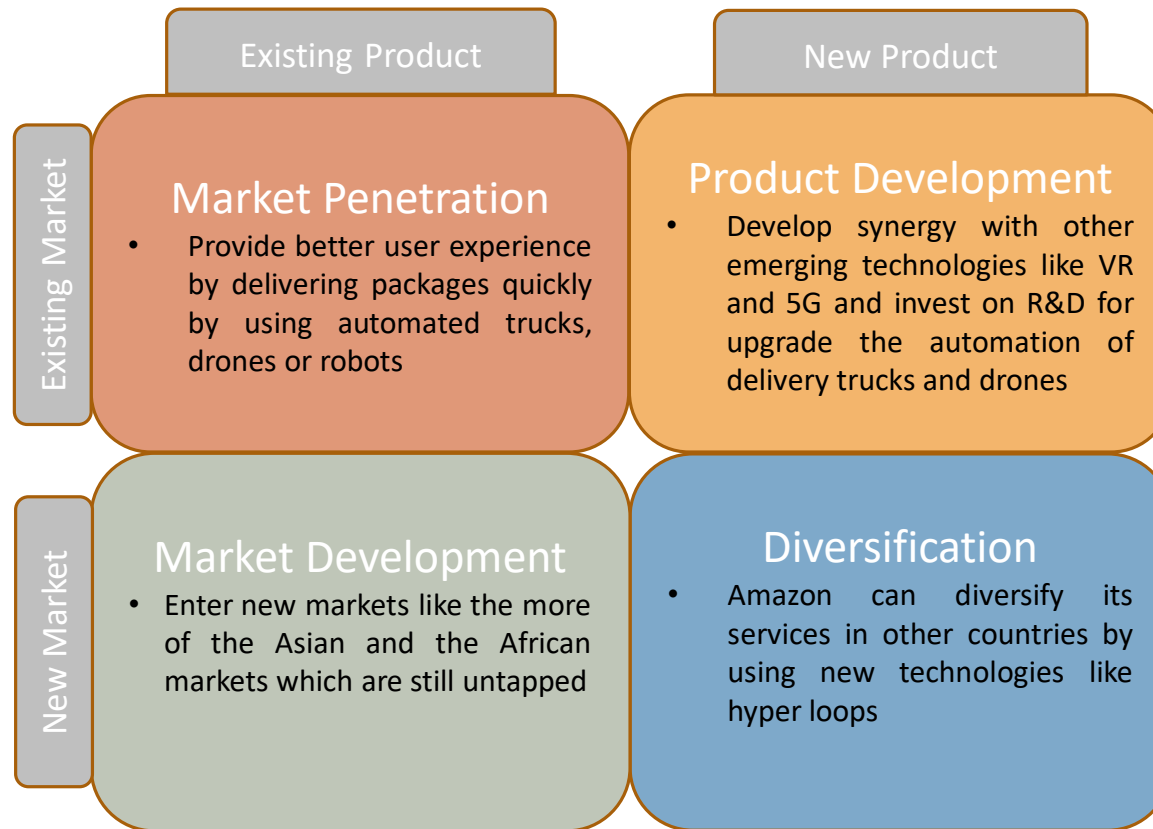 Existing Product
New Product
Existing Market
Market Penetration
• Provide better user experience
by delivering packages quickly
by using automated trucks,
drones or robots
Product Development
• Develop synergy with other
emerging technologies like VR
and 5G and invest on R&D for
upgrade the automation of
delivery trucks and drones
New Market
Market Development
• Enter new markets like the more
of the Asian and the African
markets which are still untapped
Diversification
• Amazon can diversify its
services in other countries by
using new technologies like
hyper loops